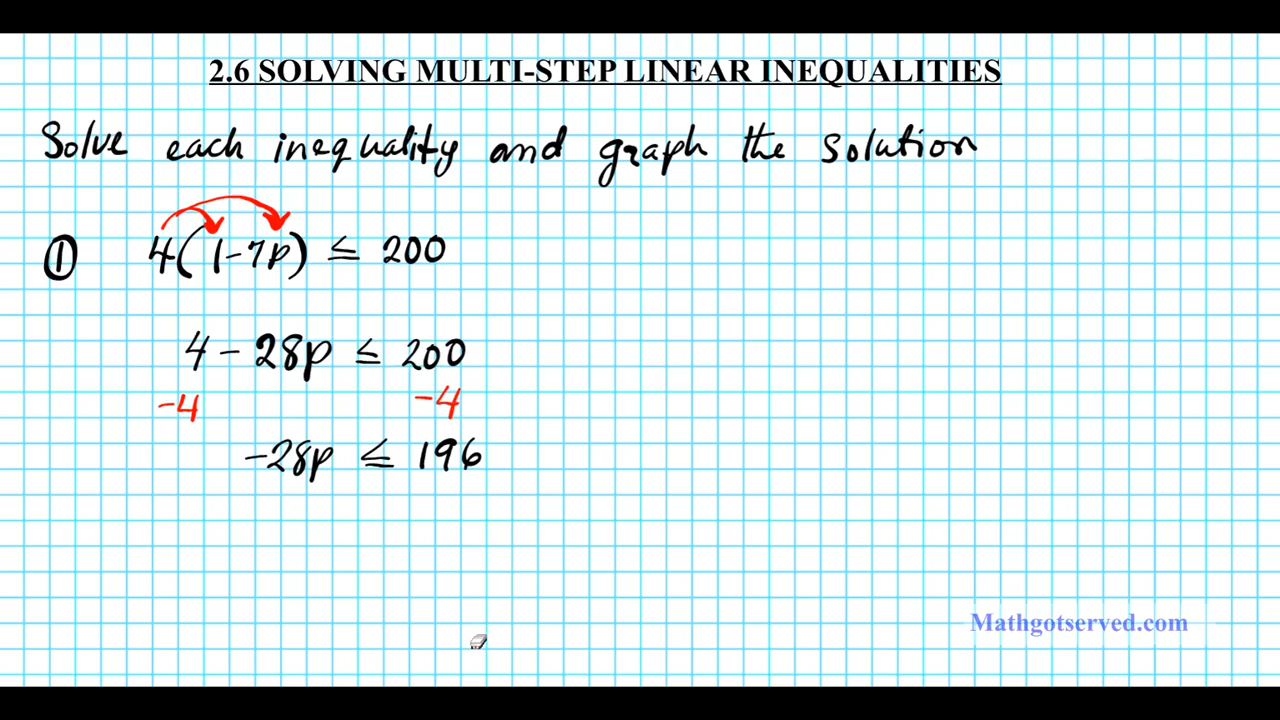 2.6 SOLVING MULTI-STEP LINEAR INEQUALITIES
Solve each inequality and graph the solution
① 4(1-7p) ≤ 200
4 - 28p ≤ 200
-4 -4
-28p ≤ 196
Mathgotserved.com